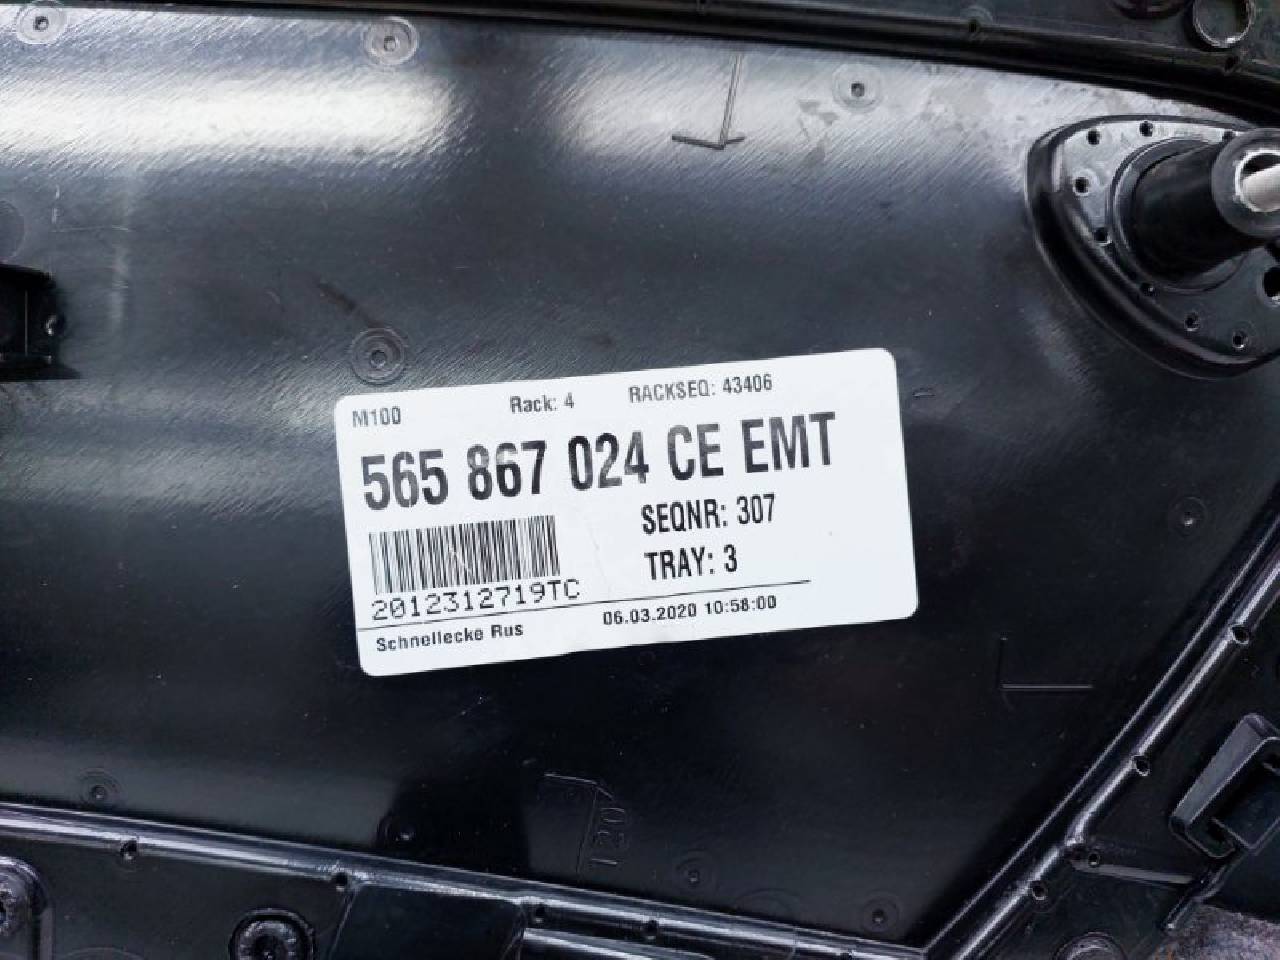 M100 Rack: 4 RACKSEQ: 43406
565 867 024 CE EMT
SEQNR: 307
TRAY: 3
2012312719TC
Schnellecke Rus 06.03.2020 10:58:00
120